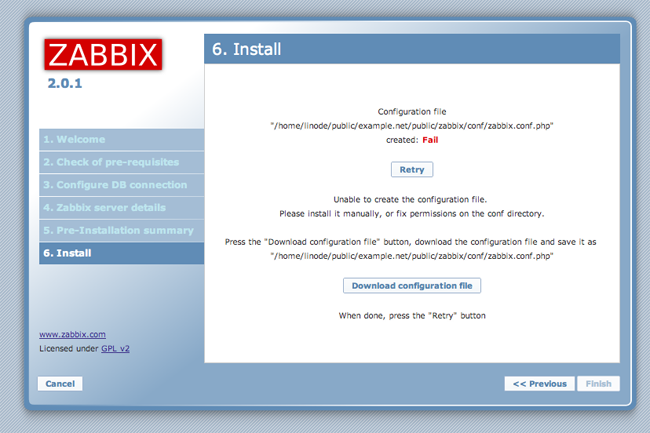 ZABBIX
2.0.1
1. Welcome
2. Check of pre-requisites
3. Configure DB connection
4. Zabbix server details
5. Pre-Installation summary
6. Install
www.zabbix.com
Licensed under GPL v2
6. Install
Configuration file
"/home/linode/public/example.net/public/zabbix/conf/zabbix.conf.php"
created: Fail
Retry
Unable to create the configuration file.
Please install it manually, or fix permissions on the conf directory.
Press the "Download configuration file" button, download the configuration file and save it as
"/home/linode/public/example.net/public/zabbix/conf/zabbix.conf.php"
Download configuration file
When done, press the "Retry" button
Cancel
<< Previous
Finish